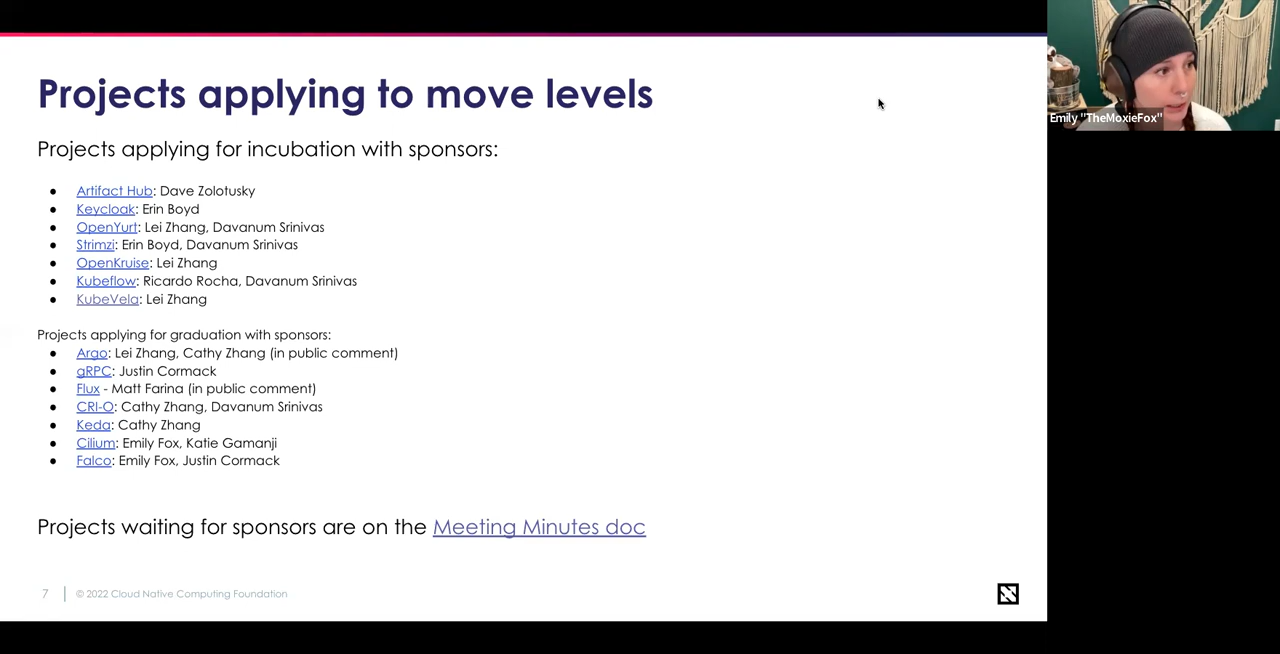 Projects applying to move levels
Projects applying for incubation with sponsors:
● Artifact Hub: Dave Zolotusky
● Keycloak: Erin Boyd
● OpenYurt: Lei Zhang, Davanum Srinivas
● Strimzi: Erin Boyd, Davanum Srinivas
● OpenKruise: Lei Zhang
● Kubeflow: Ricardo Rocha, Davanum Srinivas
● KubeVela: Lei Zhang
Projects applying for graduation with sponsors:
● Argo: Lei Zhang, Cathy Zhang (in public comment)
● gRPC: Justin Cormack
● Flux - Matt Farina (in public comment)
● CRI-O: Cathy Zhang, Davanum Srinivas
● Keda: Cathy Zhang
● Cilium: Emily Fox, Katie Gamanji
● Falco: Emily Fox, Justin Cormack
Projects waiting for sponsors are on the Meeting Minutes doc
7 © 2022 Cloud Native Computing Foundation
Emily "TheMoxieFox"